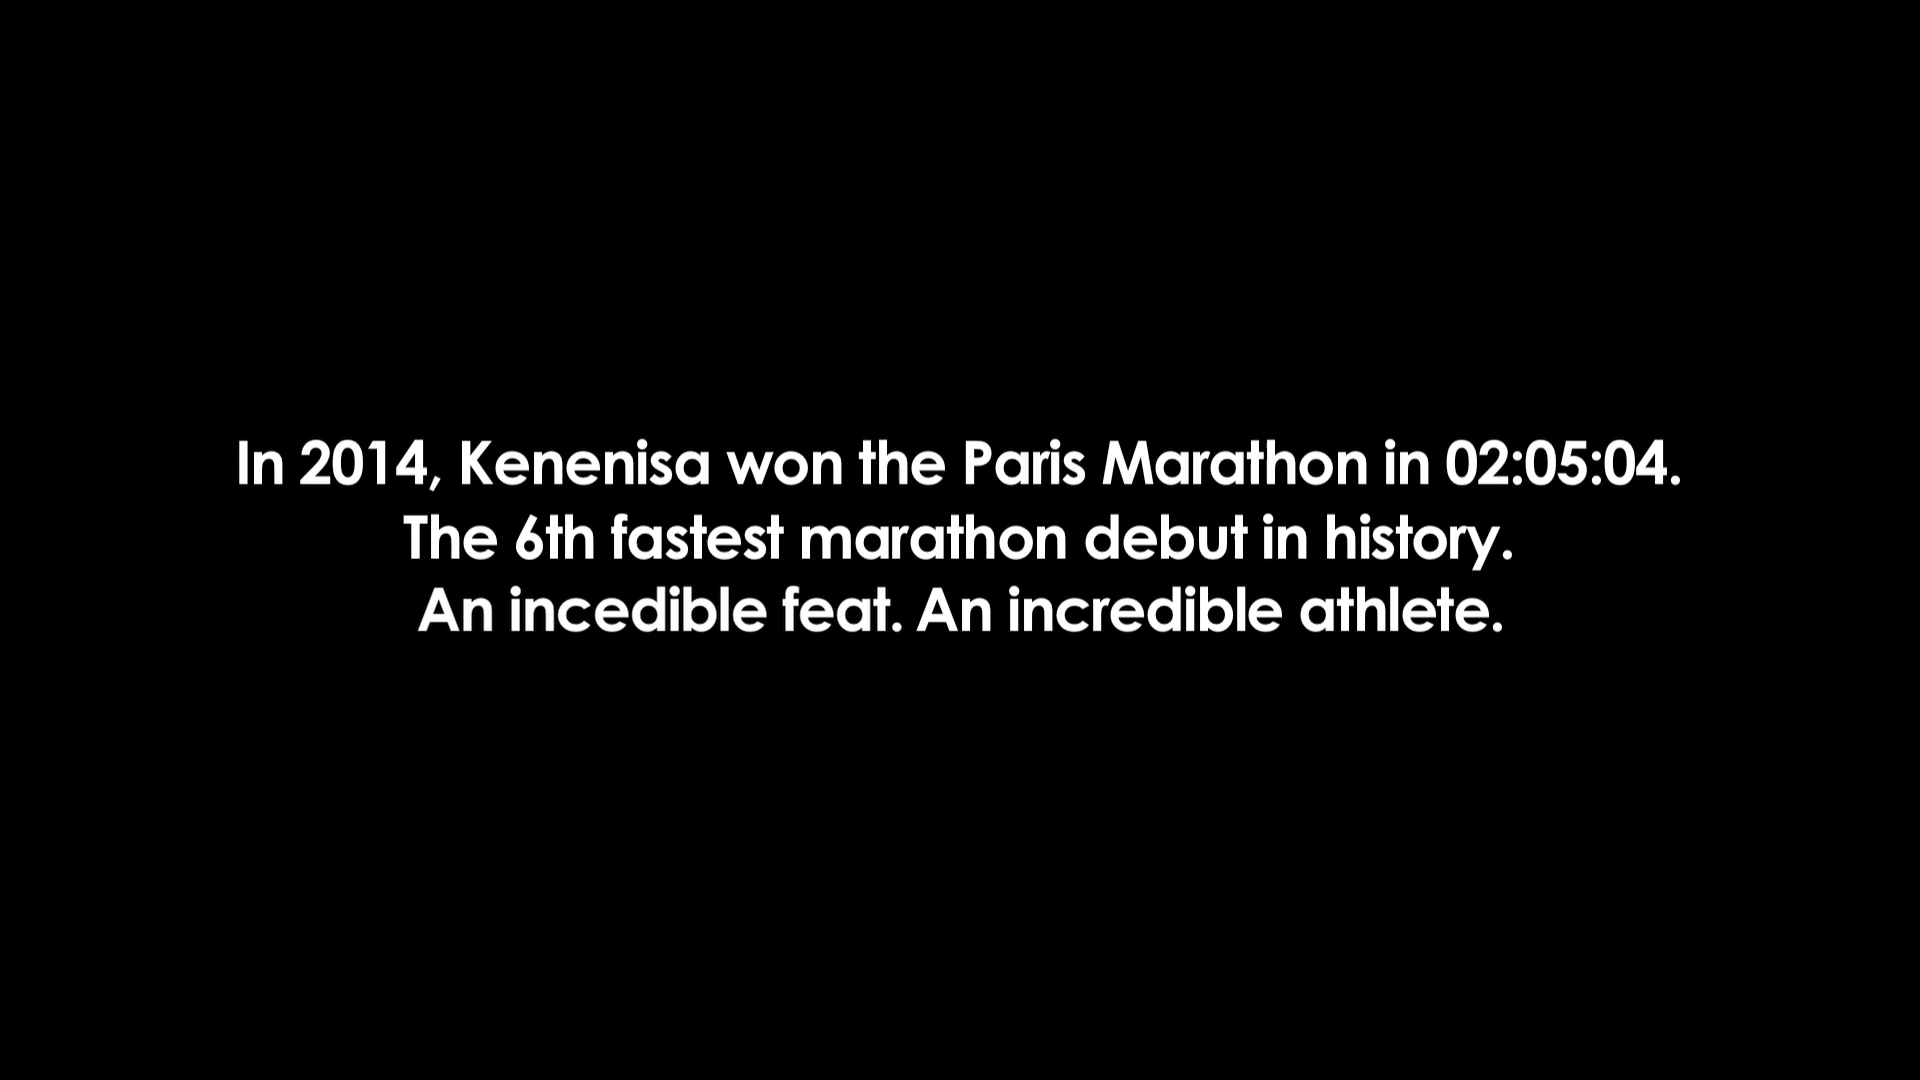 In 2014, Kenenisa won the Paris Marathon in 02:05:04.
The 6th fastest marathon debut in history.
An incedible feat. An incredible athlete.